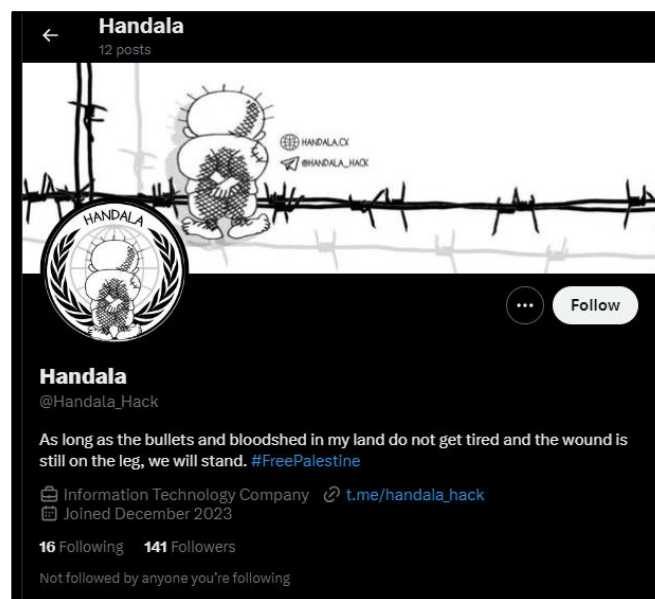 Handala
12 posts
HANDALA.CX
@HANDALA_HACK
HANDALA
Follow
Handala
@Handala_Hack
As long as the bullets and bloodshed in my land do not get tired and the wound is
still on the leg, we will stand. #FreePalestine
Information Technology Company t.me/handala_hack
Joined December 2023
16 Following 141 Followers
Not followed by anyone you're following